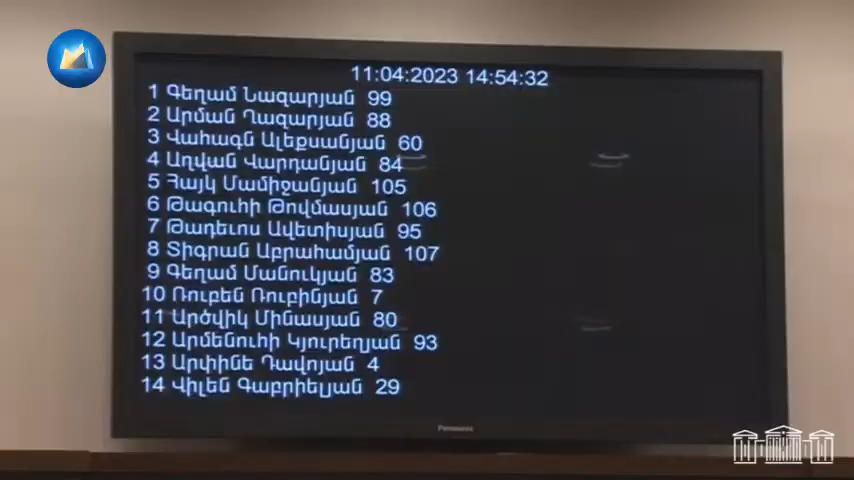 11:04:2023 14:54:32
1 Գեղամ Նազարյան 99
2 Արման Ղազարյան 88
3 Վահագն Ալեքսանյան 60
4 Աղվան Վարդանյան 84
5 Հայկ Մամիջանյան 105
6 Թագուհի Թովմասյան 106
7 Թադեւոս Ավետիսյան 95
8 Տիգրան Աբրահամյան 107
9 Գեղամ Մանուկյան 83
10 Ռուբեն Ռուբինյան 7
11 Արծվիկ Մինասյան 80
12 Արմենուհի Կյուրեղյան 93
13 Արփինե Դավոյան 4
14 Վիլեն Գաբրիելյան 29
Panasonic